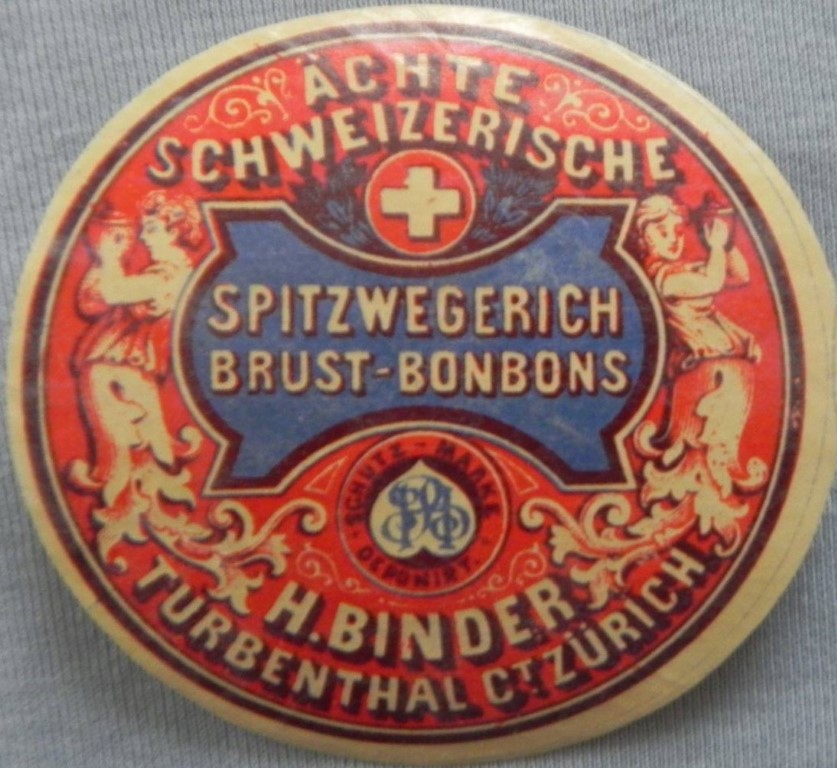 ÄCHTE
SCHWEIZERISCHE
SPITZWEGERICH
BRUST-BONBONS
SCHUTZ-MARKE
DEPONIRT.
H. BINDER
TURBENTHAL CT ZÜRICH